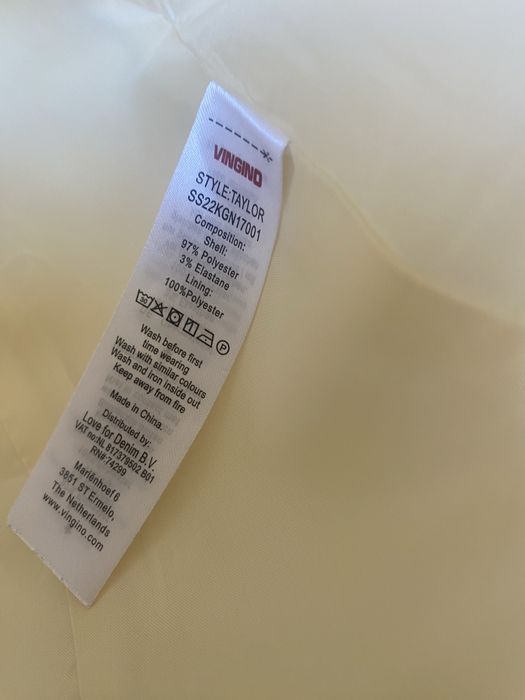 VINGINO
STYLE:TAYLOR
SS22KGN17001
Composition:
Shell:
97% Polyester
3% Elastane
Lining:
100%Polyester
30 P
Wash before first
time wearing
Wash with similar colours
Wash and iron inside out
Keep away from fire
Made in China.
Distributed by:
Love for Denim B.V.
VAT no:NL 817379502 B01
RN#:74299
Mariënhoef 6
3851 ST Ermelo,
The Netherlands
www.vingino.com